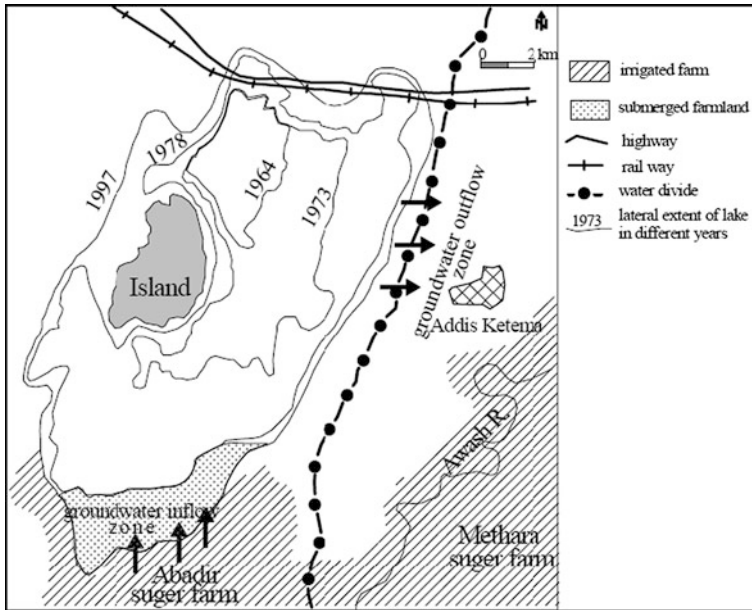 N
0 2 km
irrigated farm
submerged farmland
highway
rail way
water divide
1973 lateral extent of lake
in different years
1997
1978
1964
1973
Island
groundwater outflow
zone
Addis Ketema
Awash R.
groundwater inflow
zone
Abadir
suger farm
Methara
suger farm